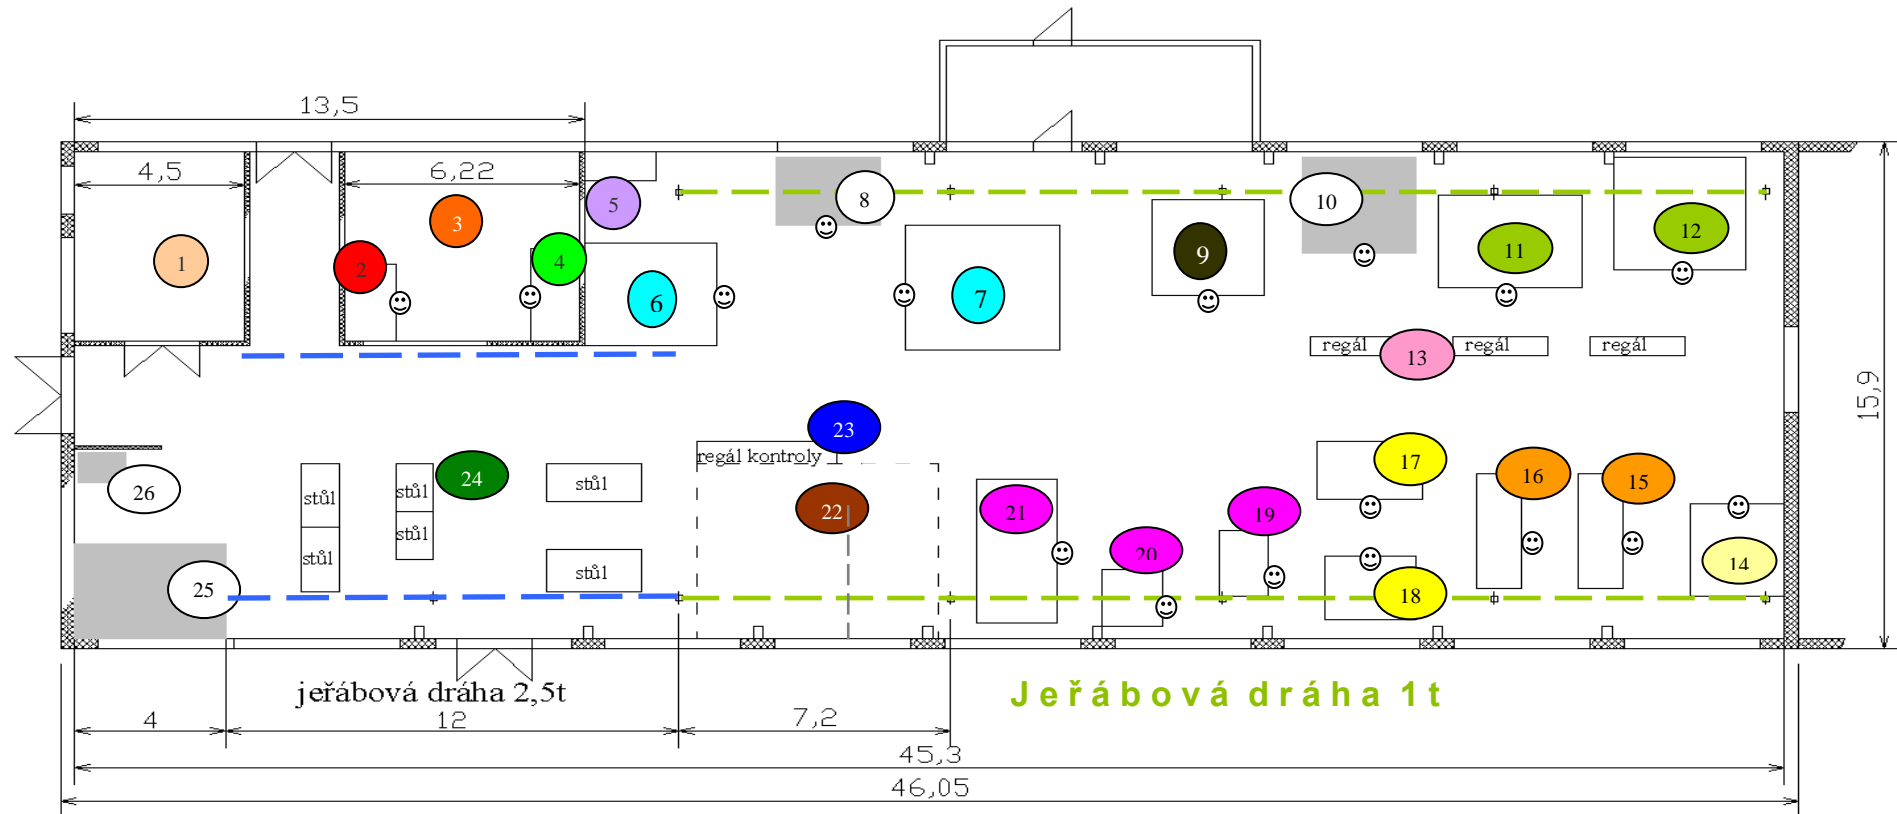 13,5
4,5
6,22
1
2
3
4
5
6
7
8
9
10
11
12
regál
13
regál
regál
15,9
23
regál kontroly
22
24
stůl
stůl
stůl
stůl
stůl
stůl
26
25
21
20
19
17
18
16
15
14
jeřábová dráha 2,5t
Jeřábová dráha 1t
4
12
7,2
45,3
46,05